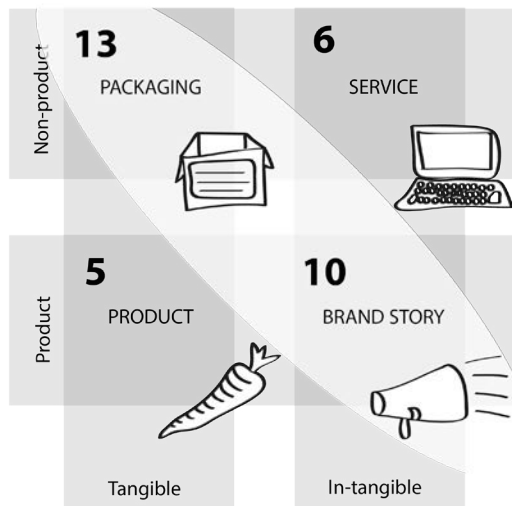 Non-product
13
PACKAGING
6
SERVICE
Product
5
PRODUCT
10
BRAND STORY
Tangible
In-tangible